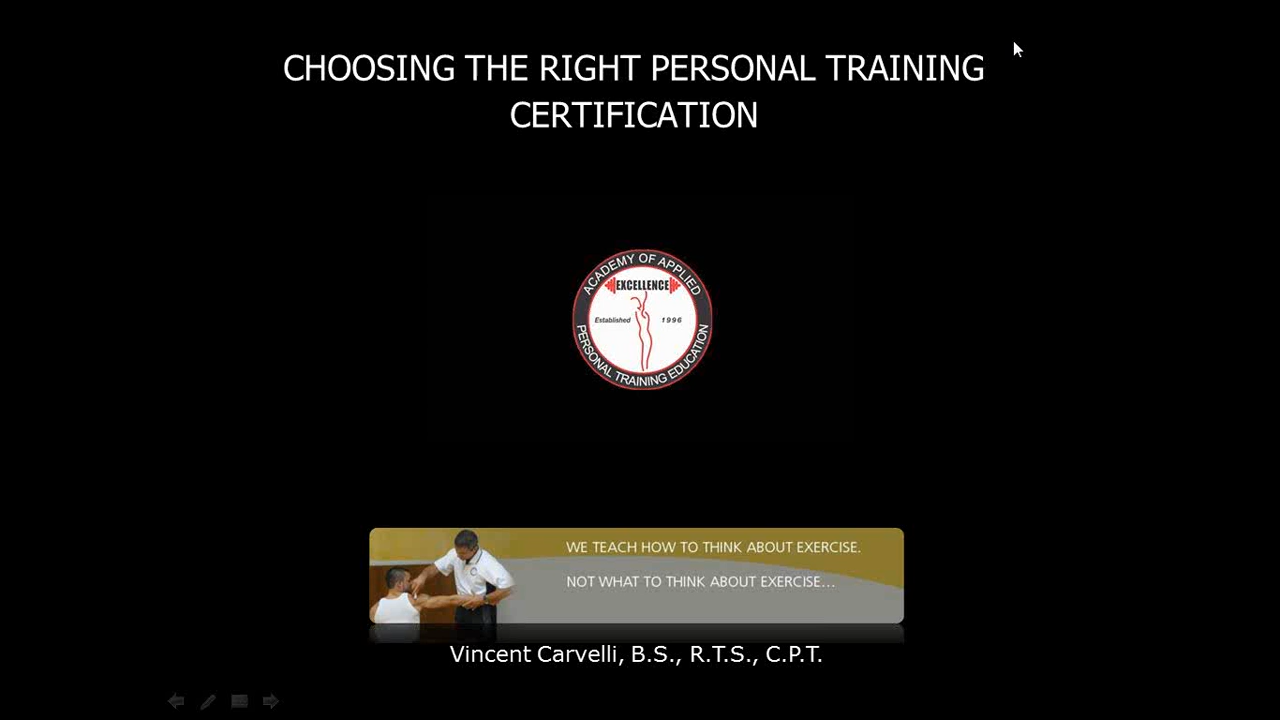 CHOOSING THE RIGHT PERSONAL TRAINING
CERTIFICATION
ACADEMY OF APPLIED
EXCELLENCE
Established 1996
PERSONAL TRAINING EDUCATION
WE TEACH HOW TO THINK ABOUT EXERCISE.
NOT WHAT TO THINK ABOUT EXERCISE...
Vincent Carvelli, B.S., R.T.S., C.P.T.